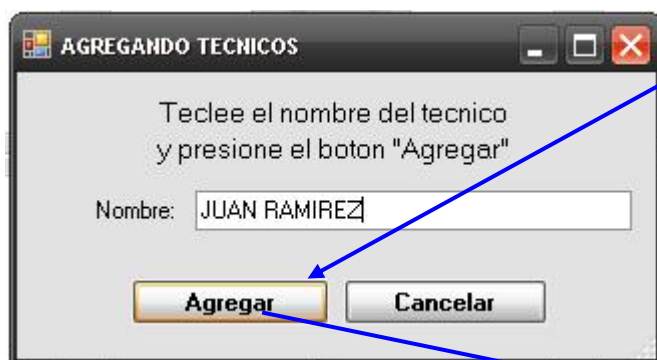 AGREGANDO TECNICOS
Teclee el nombre del tecnico
y presione el boton "Agregar"
Nombre: JUAN RAMIREZ
Agregar Cancelar